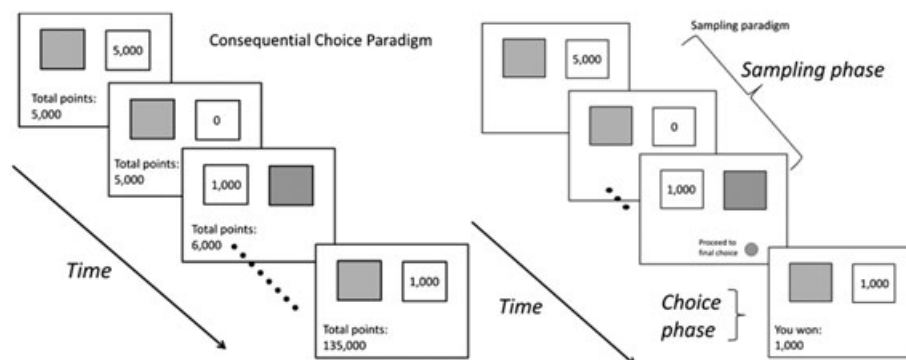 Consequential Choice Paradigm
5,000
Total points:
5,000
0
Total points:
5,000
1,000
Total points:
6,000
1,000
Total points:
135,000
Time
Sampling paradigm
Sampling phase
5,000
0
1,000
Proceed to
final choice
1,000
You won:
1,000
Choice
phase
Time